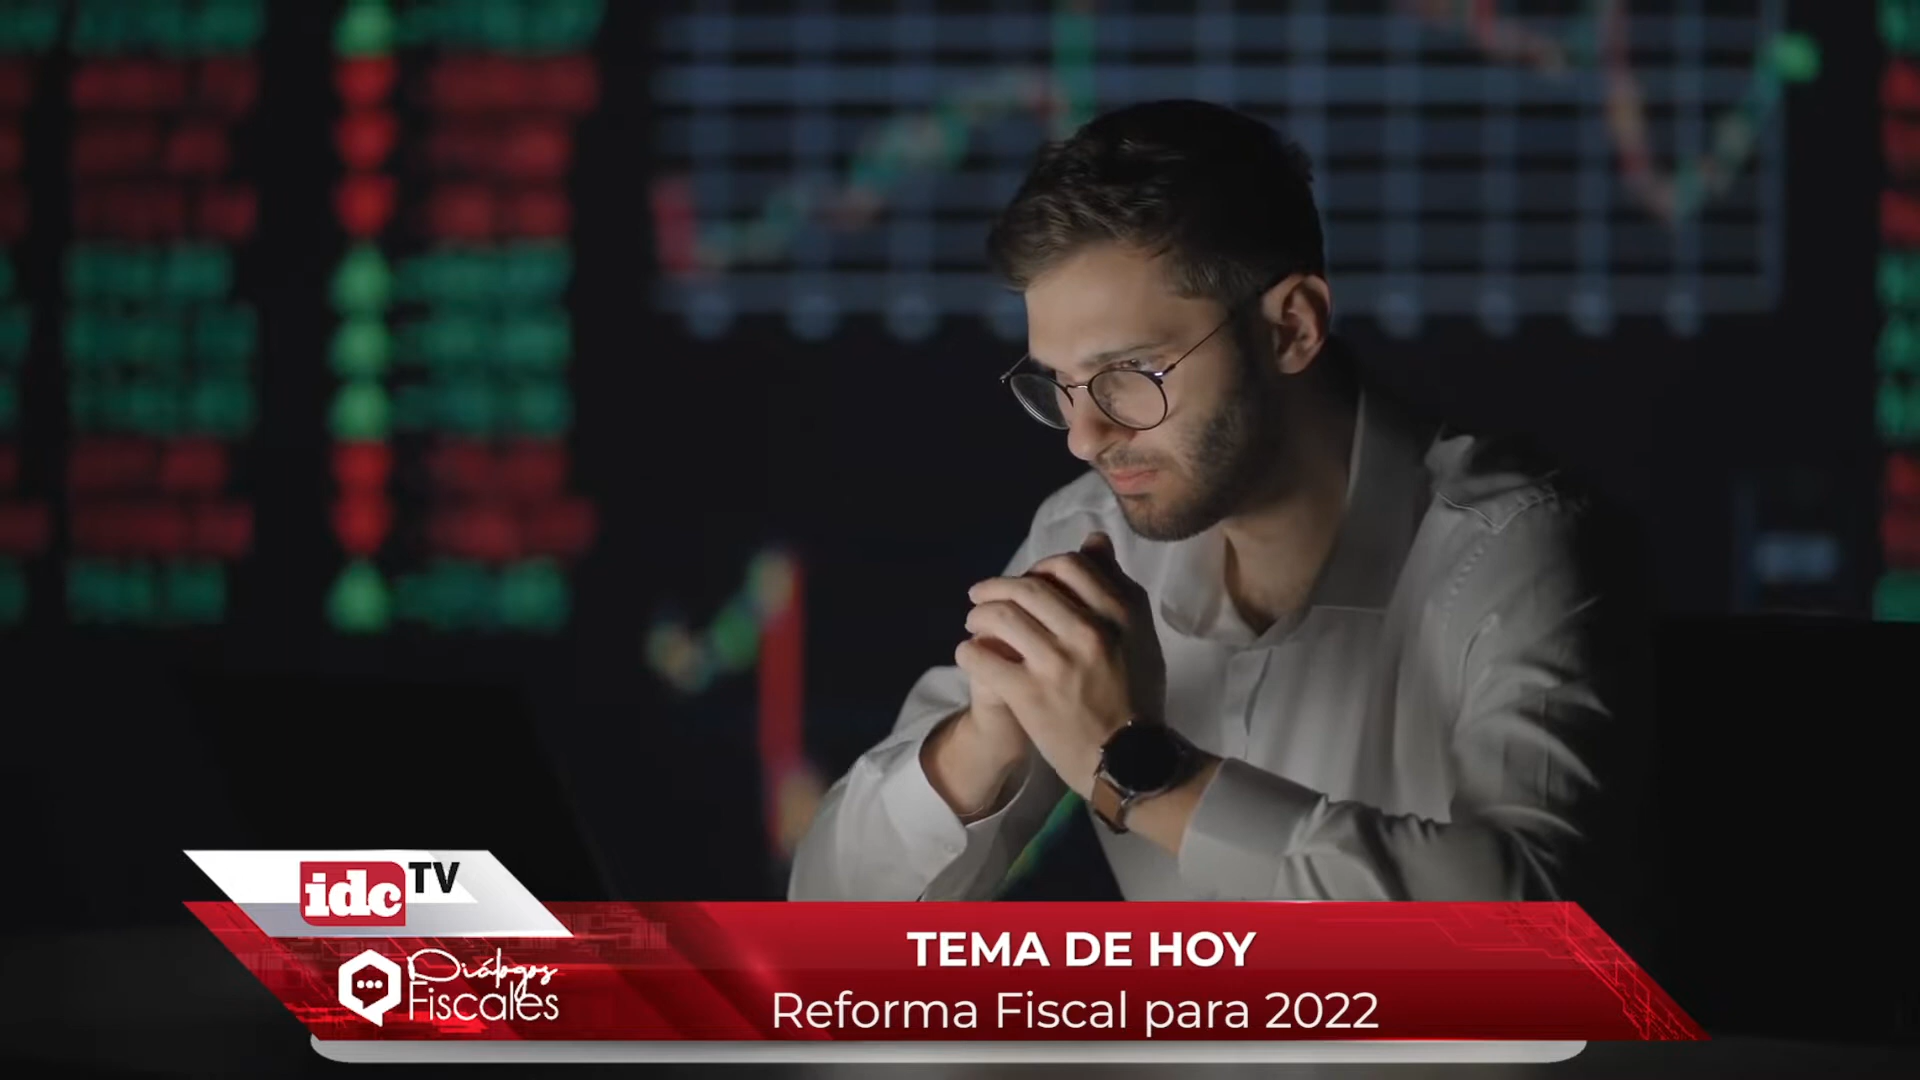 idc TV
Diálogos
Fiscales
TEMA DE HOY
Reforma Fiscal para 2022